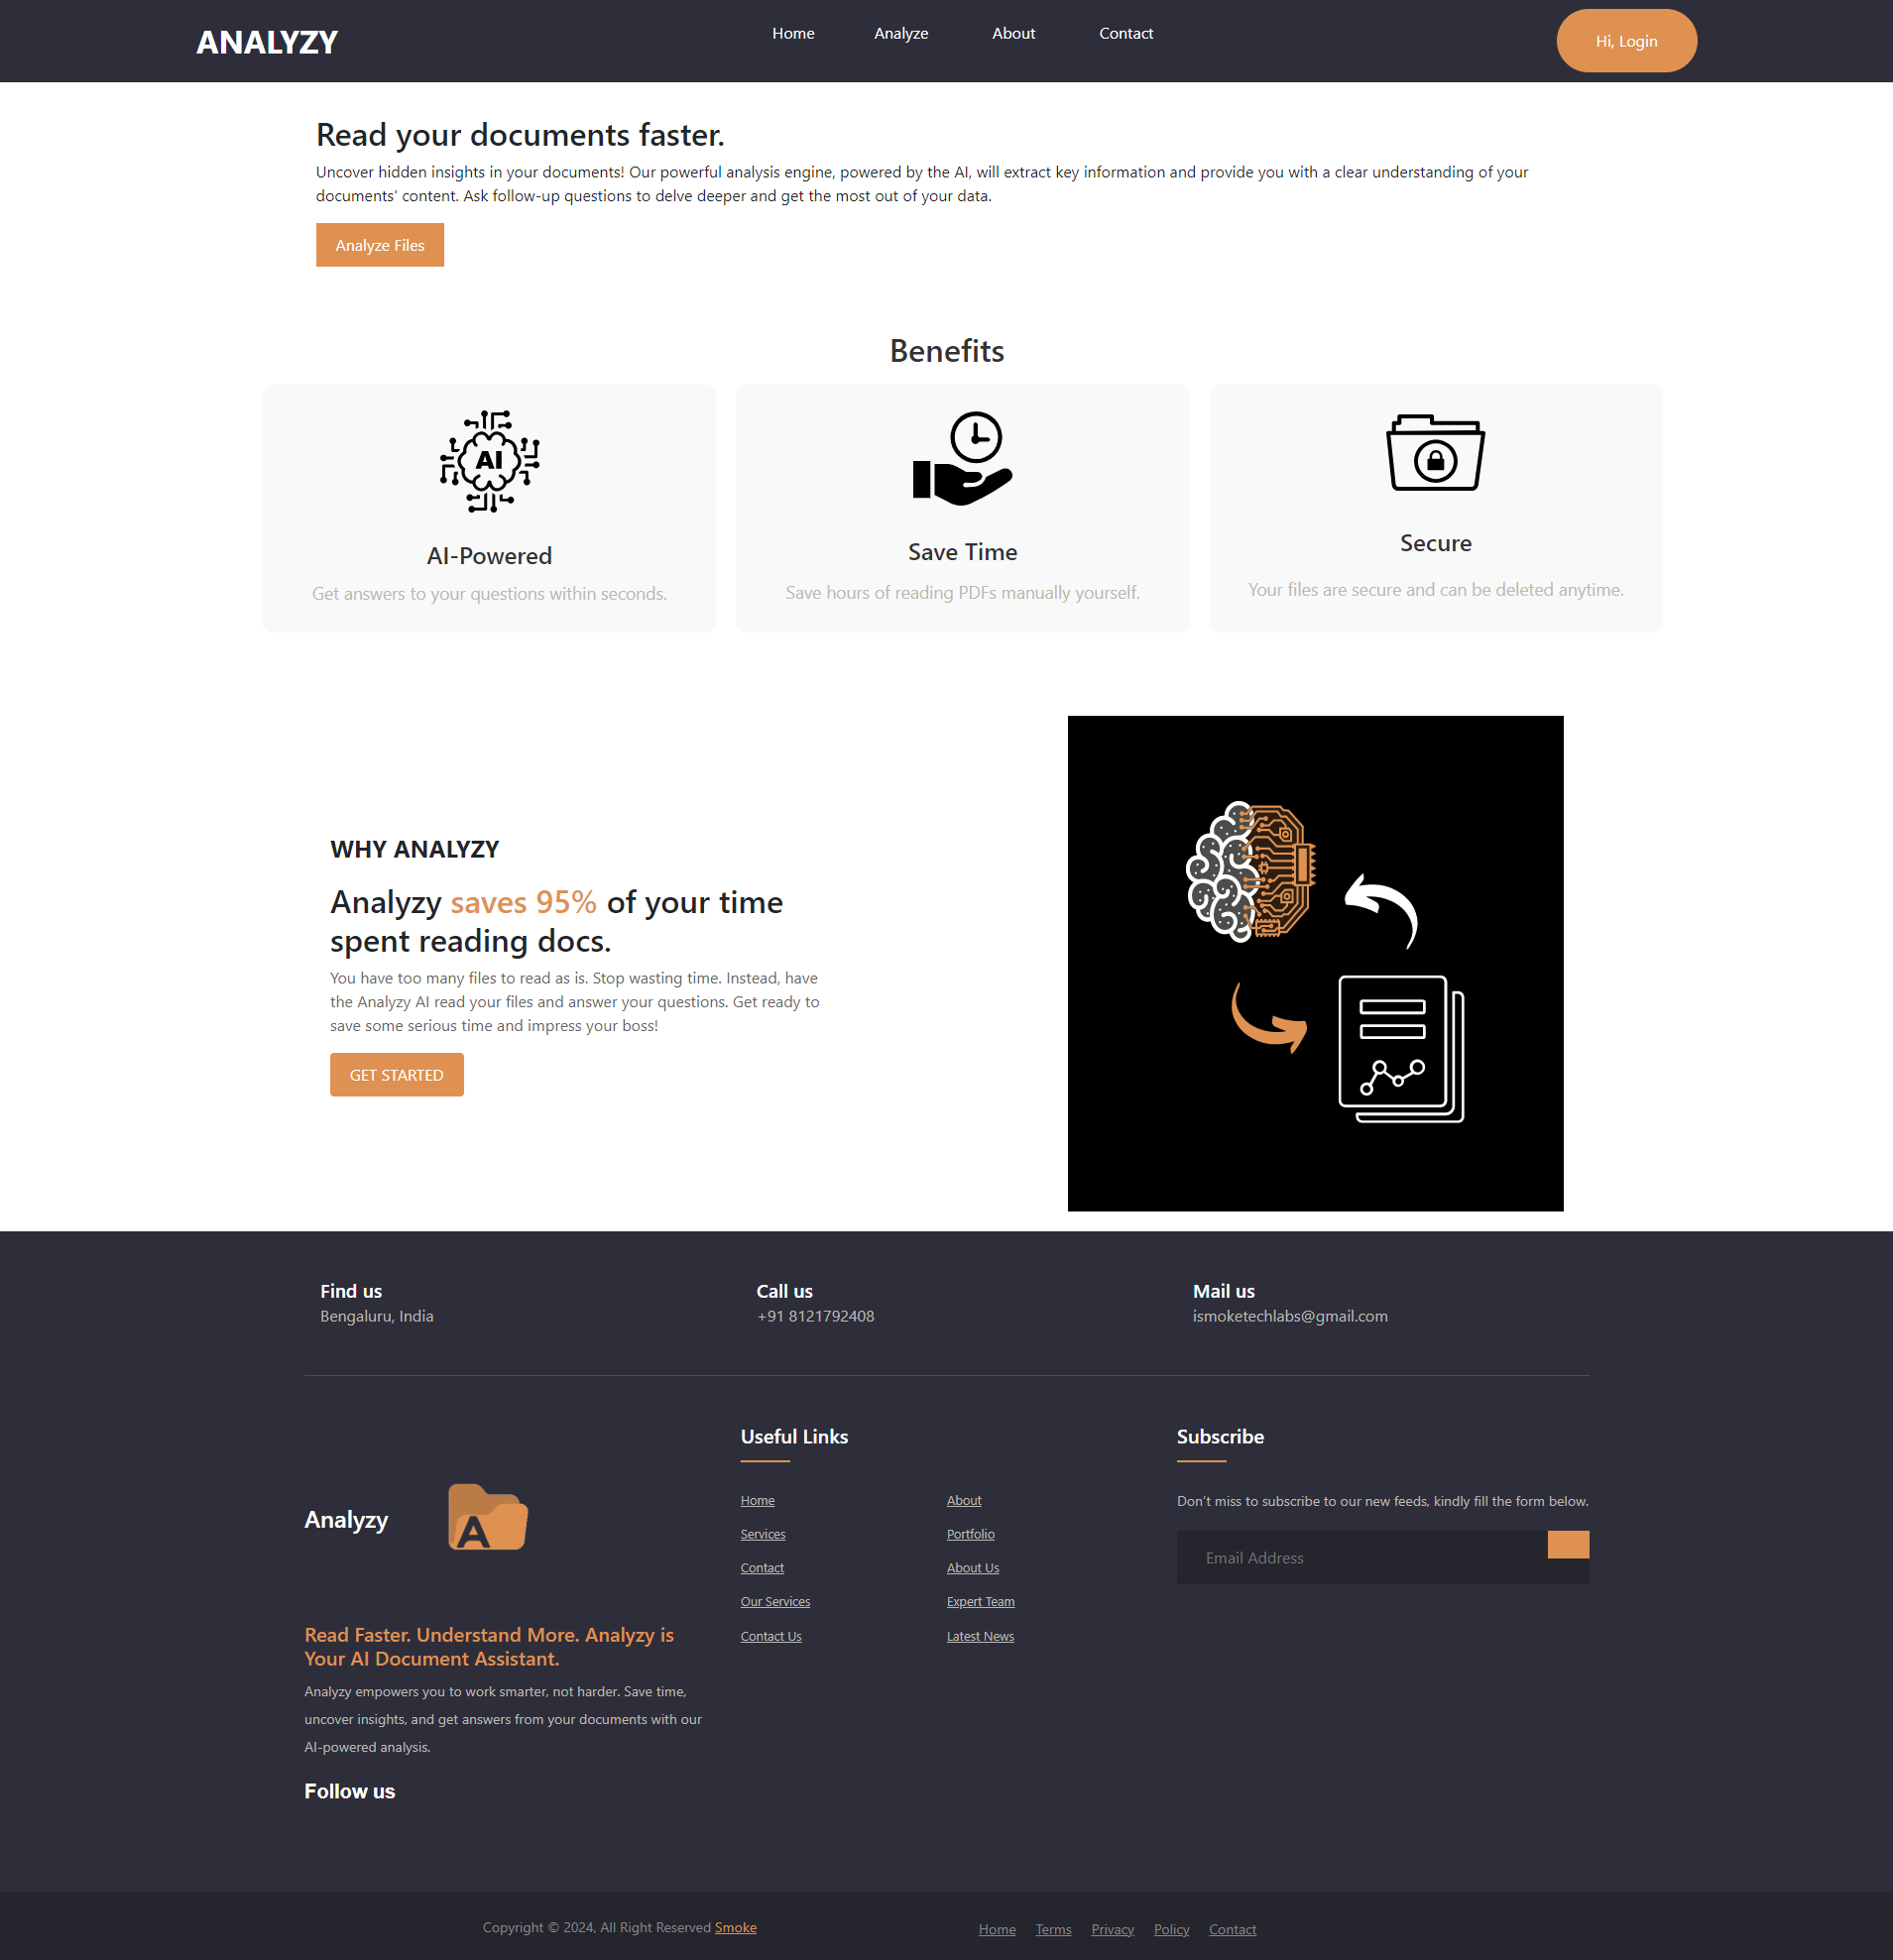 ANALYZY
Home
Analyze
About
Contact
Hi, Login
Read your documents faster.
Uncover hidden insights in your documents! Our powerful analysis engine, powered by the AI, will extract key information and provide you with a clear understanding of your
documents' content. Ask follow-up questions to delve deeper and get the most out of your data.
Analyze Files
Benefits
AI
AI-Powered
Get answers to your questions within seconds.
Save Time
Save hours of reading PDFs manually yourself.
Secure
Your files are secure and can be deleted anytime.
WHY ANALYZY
Analyzy saves 95% of your time
spent reading docs.
You have too many files to read as is. Stop wasting time. Instead, have
the Analyzy AI read your files and answer your questions. Get ready to
save some serious time and impress your boss!
GET STARTED
Find us
Bengaluru, India
Call us
+91 8121792408
Mail us
ismoketechlabs@gmail.com
Analyzy
A
Read Faster. Understand More. Analyzy is
Your AI Document Assistant.
Analyzy empowers you to work smarter, not harder. Save time,
uncover insights, and get answers from your documents with our
AI-powered analysis.
Follow us
Useful Links
Home
About
Services
Portfolio
Contact
About Us
Our Services
Expert Team
Contact Us
Latest News
Subscribe
Don't miss to subscribe to our new feeds, kindly fill the form below.
Email Address
Copyright © 2024, All Right Reserved Smoke
Home
Terms
Privacy
Policy
Contact